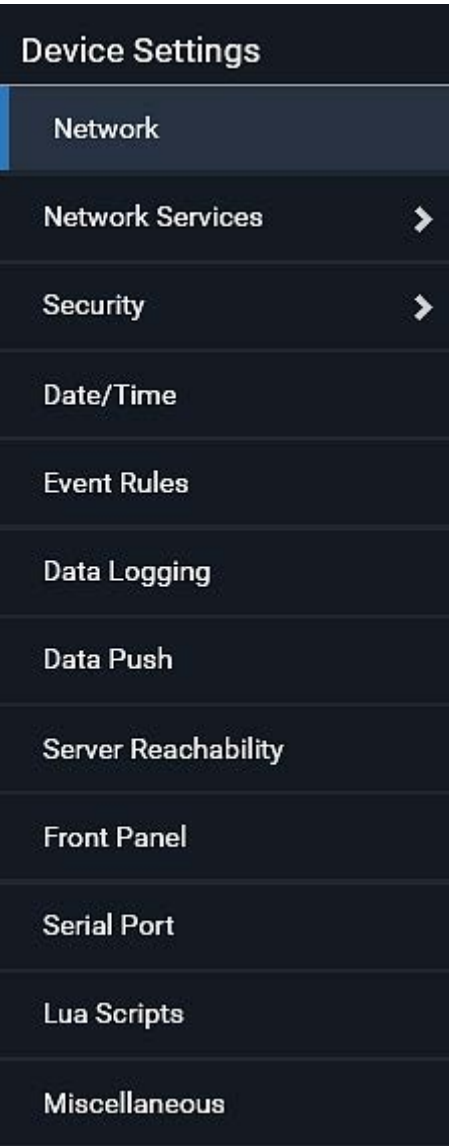 Device Settings
Network
Network Services
Security
Date/Time
Event Rules
Data Logging
Data Push
Server Reachability
Front Panel
Serial Port
Lua Scripts
Miscellaneous